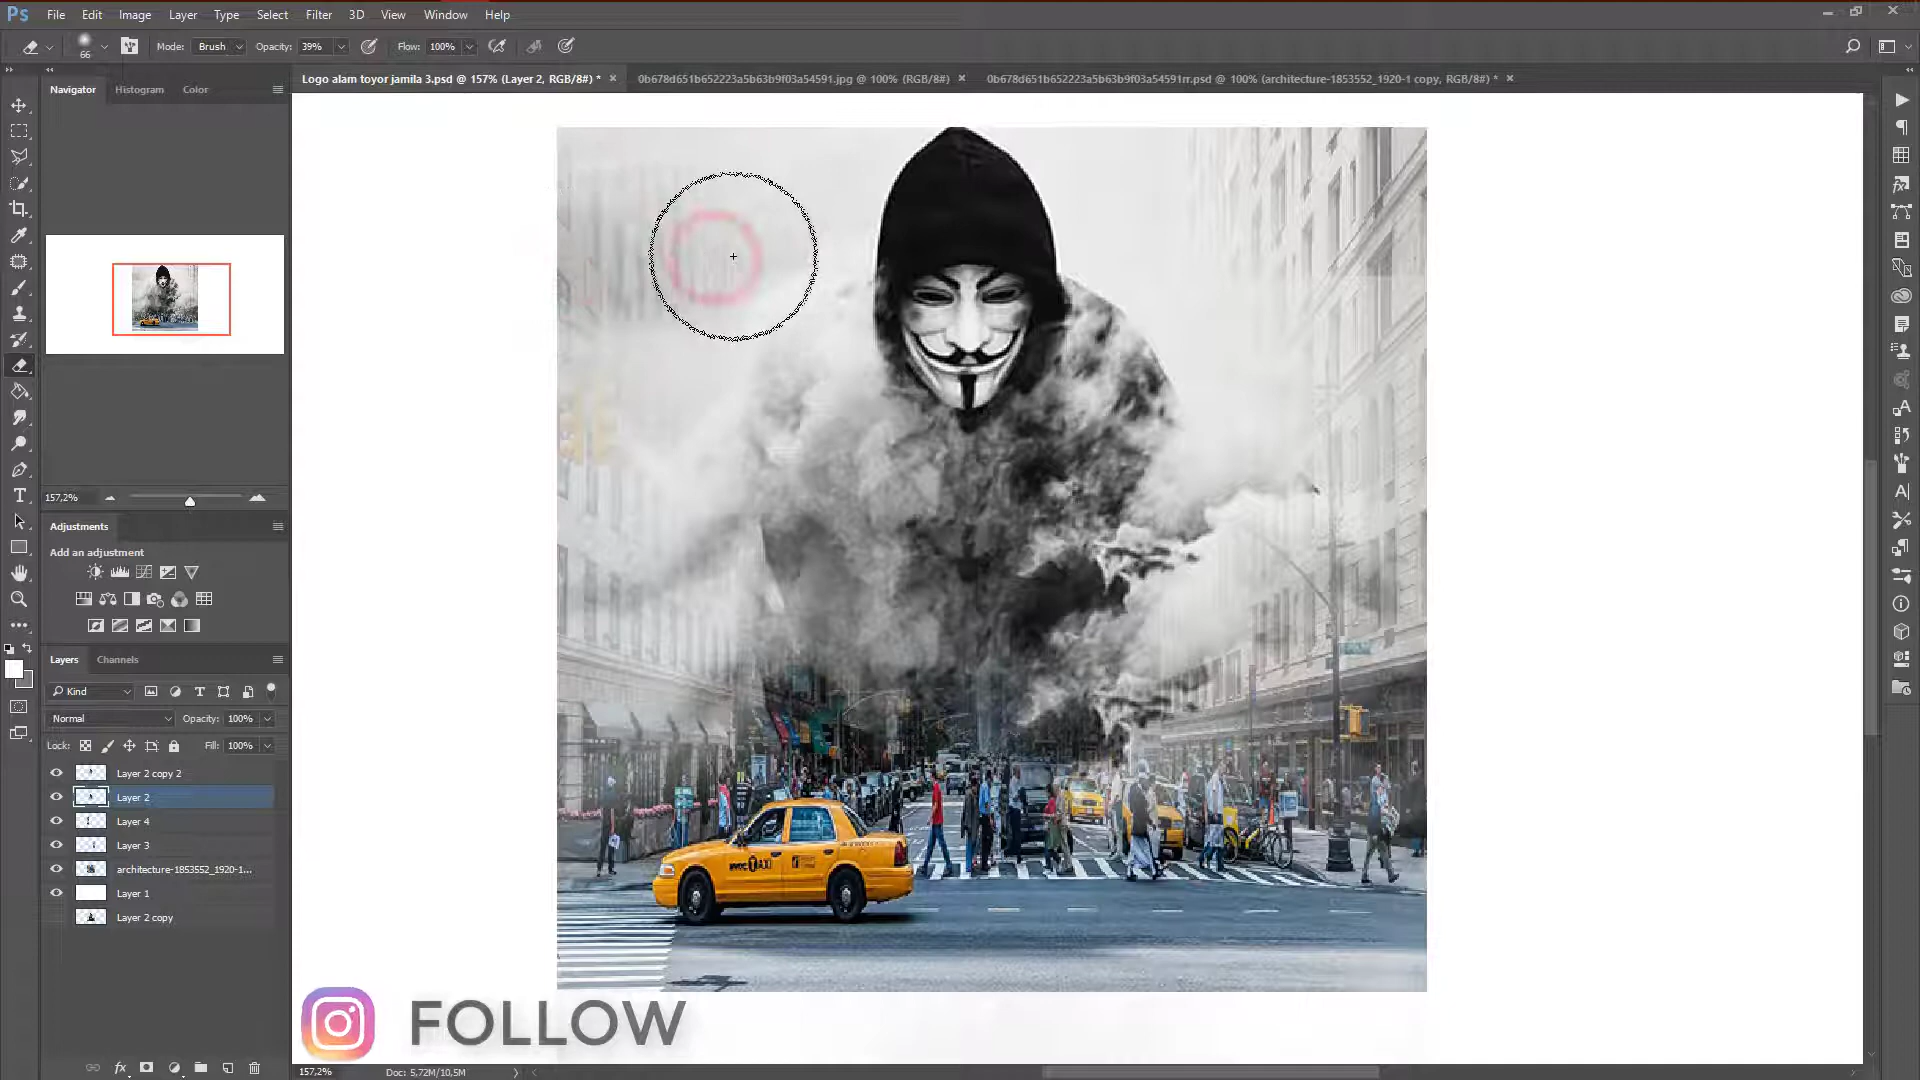 Ps File Edit Image Layer Type Select Filter 3D View Window Help
66 Mode: Brush Opacity: 39% Flow: 100%
Logo alam toyor jamila 3.psd @ 157% (Layer 2, RGB/8#) * × 0b678d651b652223a5b63b9f03a54591.jpg @ 100% (RGB/8#) × 0b678d651b652223a5b63b9f03a54591rr.psd @ 100% (architecture-1853552_1920-1 copy, RGB/8#) * ×
Navigator Histogram Color
157,2%
Adjustments
Add an adjustment
Layers Channels
Kind
Normal Opacity: 100%
Lock: Fill: 100%
Layer 2 copy 2
Layer 2
Layer 4
Layer 3
architecture-1853552_1920-1...
Layer 1
Layer 2 copy
TAXI
FOLLOW
157,2% Doc: 5,72M/10,5M